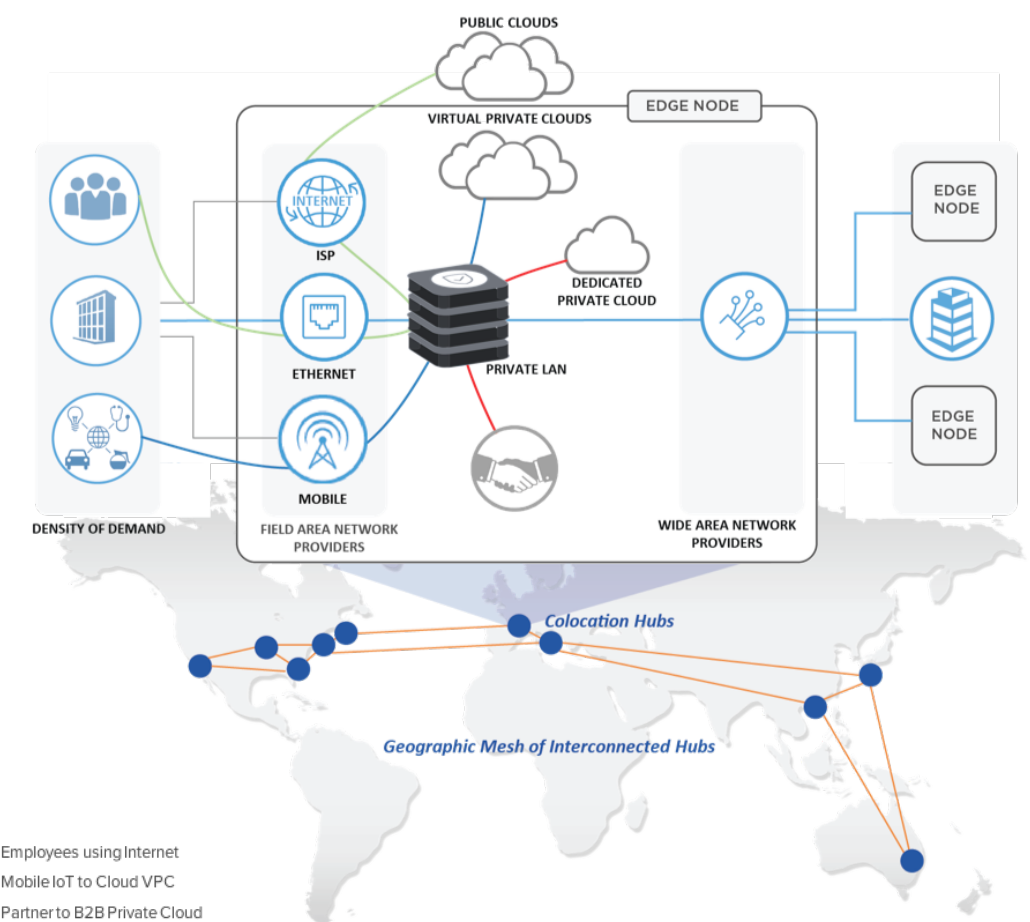 PUBLIC CLOUDS
EDGE NODE
VIRTUAL PRIVATE CLOUDS
INTERNET
ISP
EDGE
NODE
DEDICATED
PRIVATE CLOUD
ETHERNET
PRIVATE LAN
EDGE
NODE
MOBILE
DENSITY OF DEMAND
FIELD AREA NETWORK
PROVIDERS
WIDE AREA NETWORK
PROVIDERS
Colocation Hubs
Geographic Mesh of Interconnected Hubs
Employees using Internet
Mobile IoT to Cloud VPC
Partner to B2B Private Cloud